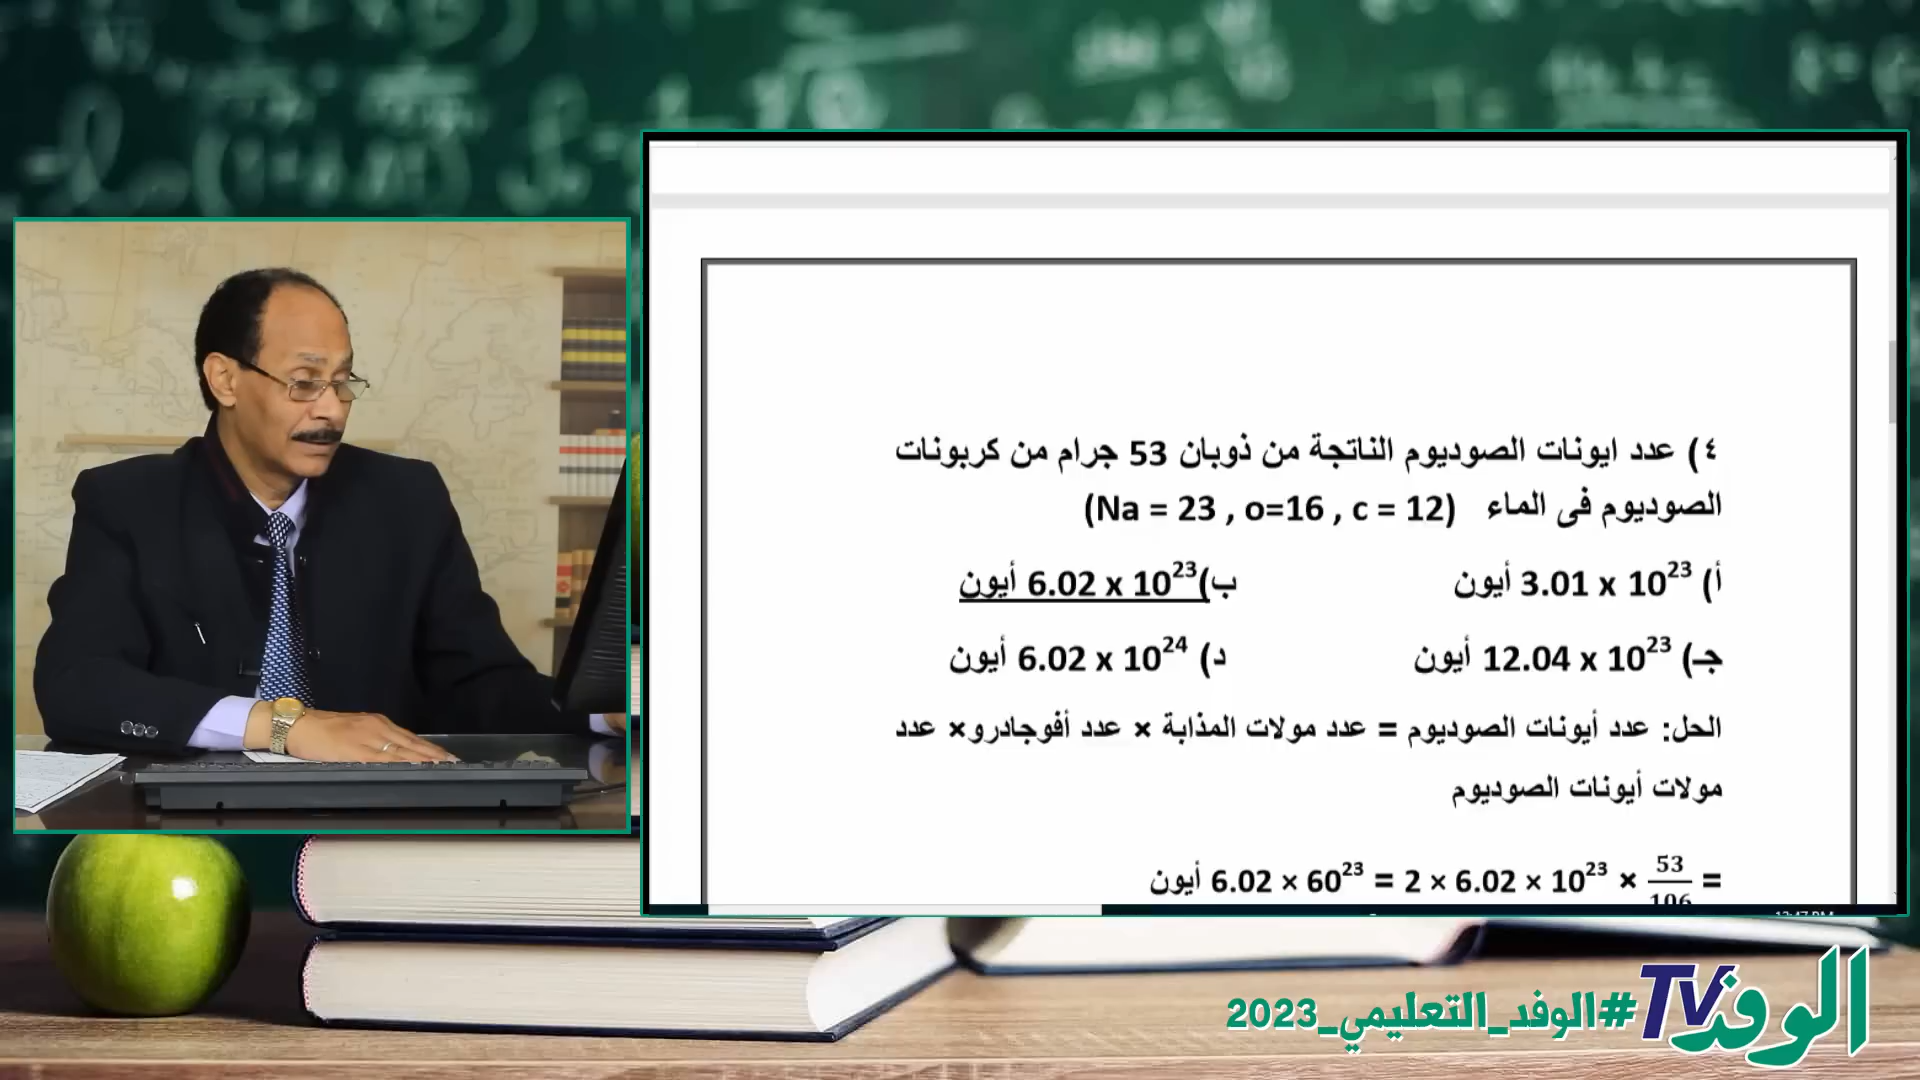 ٤) عدد ايونات الصوديوم الناتجة من ذوبان 53 جرام من كربونات
الصوديوم فى الماء (Na = 23 , o=16 , c = 12)
أ) 3.01 x 10²³ أيون
ب)6.02 x 10²³ أيون
جـ) 12.04 x 10²³ أيون
د) 6.02 x 10²⁴ أيون
الحل: عدد أيونات الصوديوم = عدد مولات المذابة × عدد أفوجادرو× عدد
مولات أيونات الصوديوم
= 53/106 × 2 × 6.02 × 10²³ = 6.02 × 60²³ أيون
#الوفد_التعليمي_2023
الوفد TV